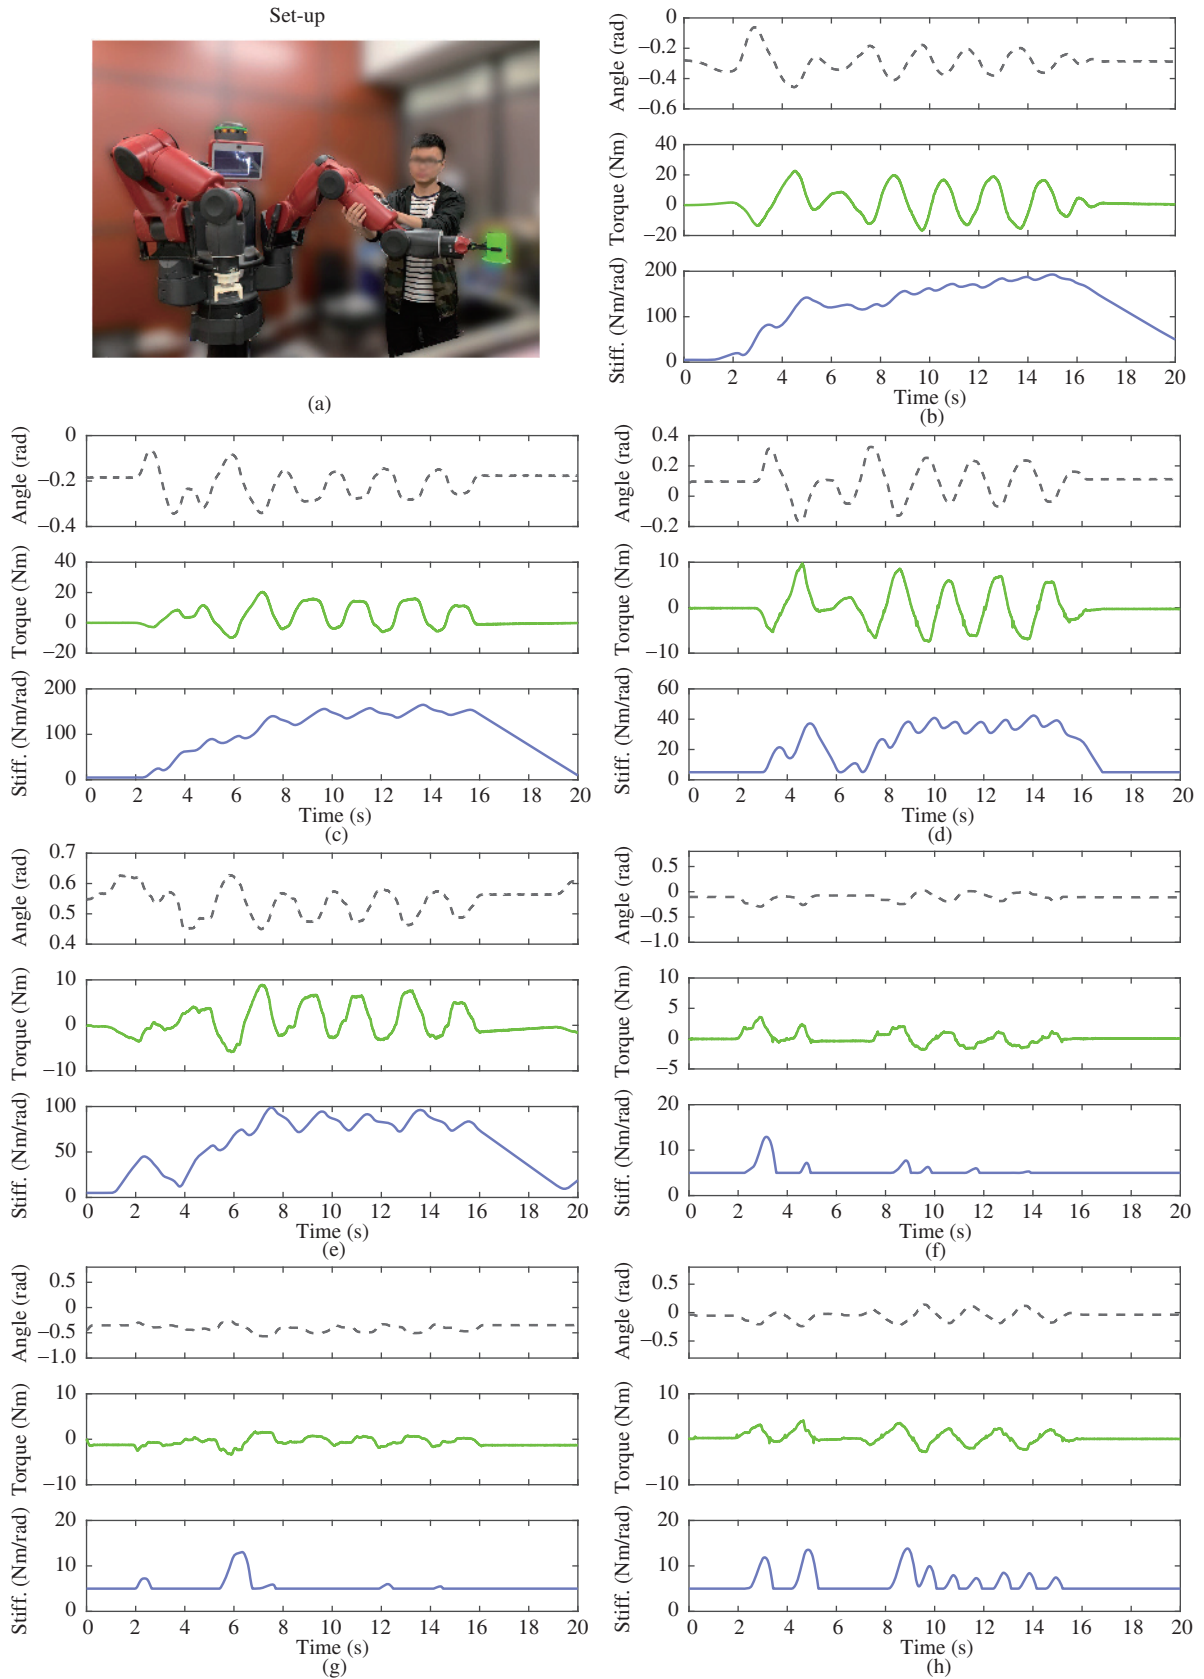 Set-up
(a)
Angle (rad)
0
−0.2
−0.4
−0.6
Torque (Nm)
40
20
0
−20
Stiff. (Nm/rad)
200
100
0
0 2 4 6 8 10 12 14 16 18 20
Time (s)
(b)
Angle (rad)
0
−0.2
−0.4
Torque (Nm)
40
20
0
−20
Stiff. (Nm/rad)
200
100
0
0 2 4 6 8 10 12 14 16 18 20
Time (s)
(c)
Angle (rad)
0.4
0.2
0
−0.2
Torque (Nm)
10
0
−10
Stiff. (Nm/rad)
60
40
20
0
0 2 4 6 8 10 12 14 16 18 20
Time (s)
(d)
Angle (rad)
0.7
0.6
0.5
0.4
Torque (Nm)
10
0
−10
Stiff. (Nm/rad)
100
50
0
0 2 4 6 8 10 12 14 16 18 20
Time (s)
(e)
Angle (rad)
0.5
0
−0.5
−1.0
Torque (Nm)
10
5
0
−5
Stiff. (Nm/rad)
20
10
0
0 2 4 6 8 10 12 14 16 18 20
Time (s)
(f)
Angle (rad)
0.5
0
−0.5
−1.0
Torque (Nm)
10
0
−10
Stiff. (Nm/rad)
20
10
0
0 2 4 6 8 10 12 14 16 18 20
Time (s)
(g)
Angle (rad)
0.5
0
−0.5
Torque (Nm)
10
0
−10
Stiff. (Nm/rad)
20
10
0
0 2 4 6 8 10 12 14 16 18 20
Time (s)
(h)